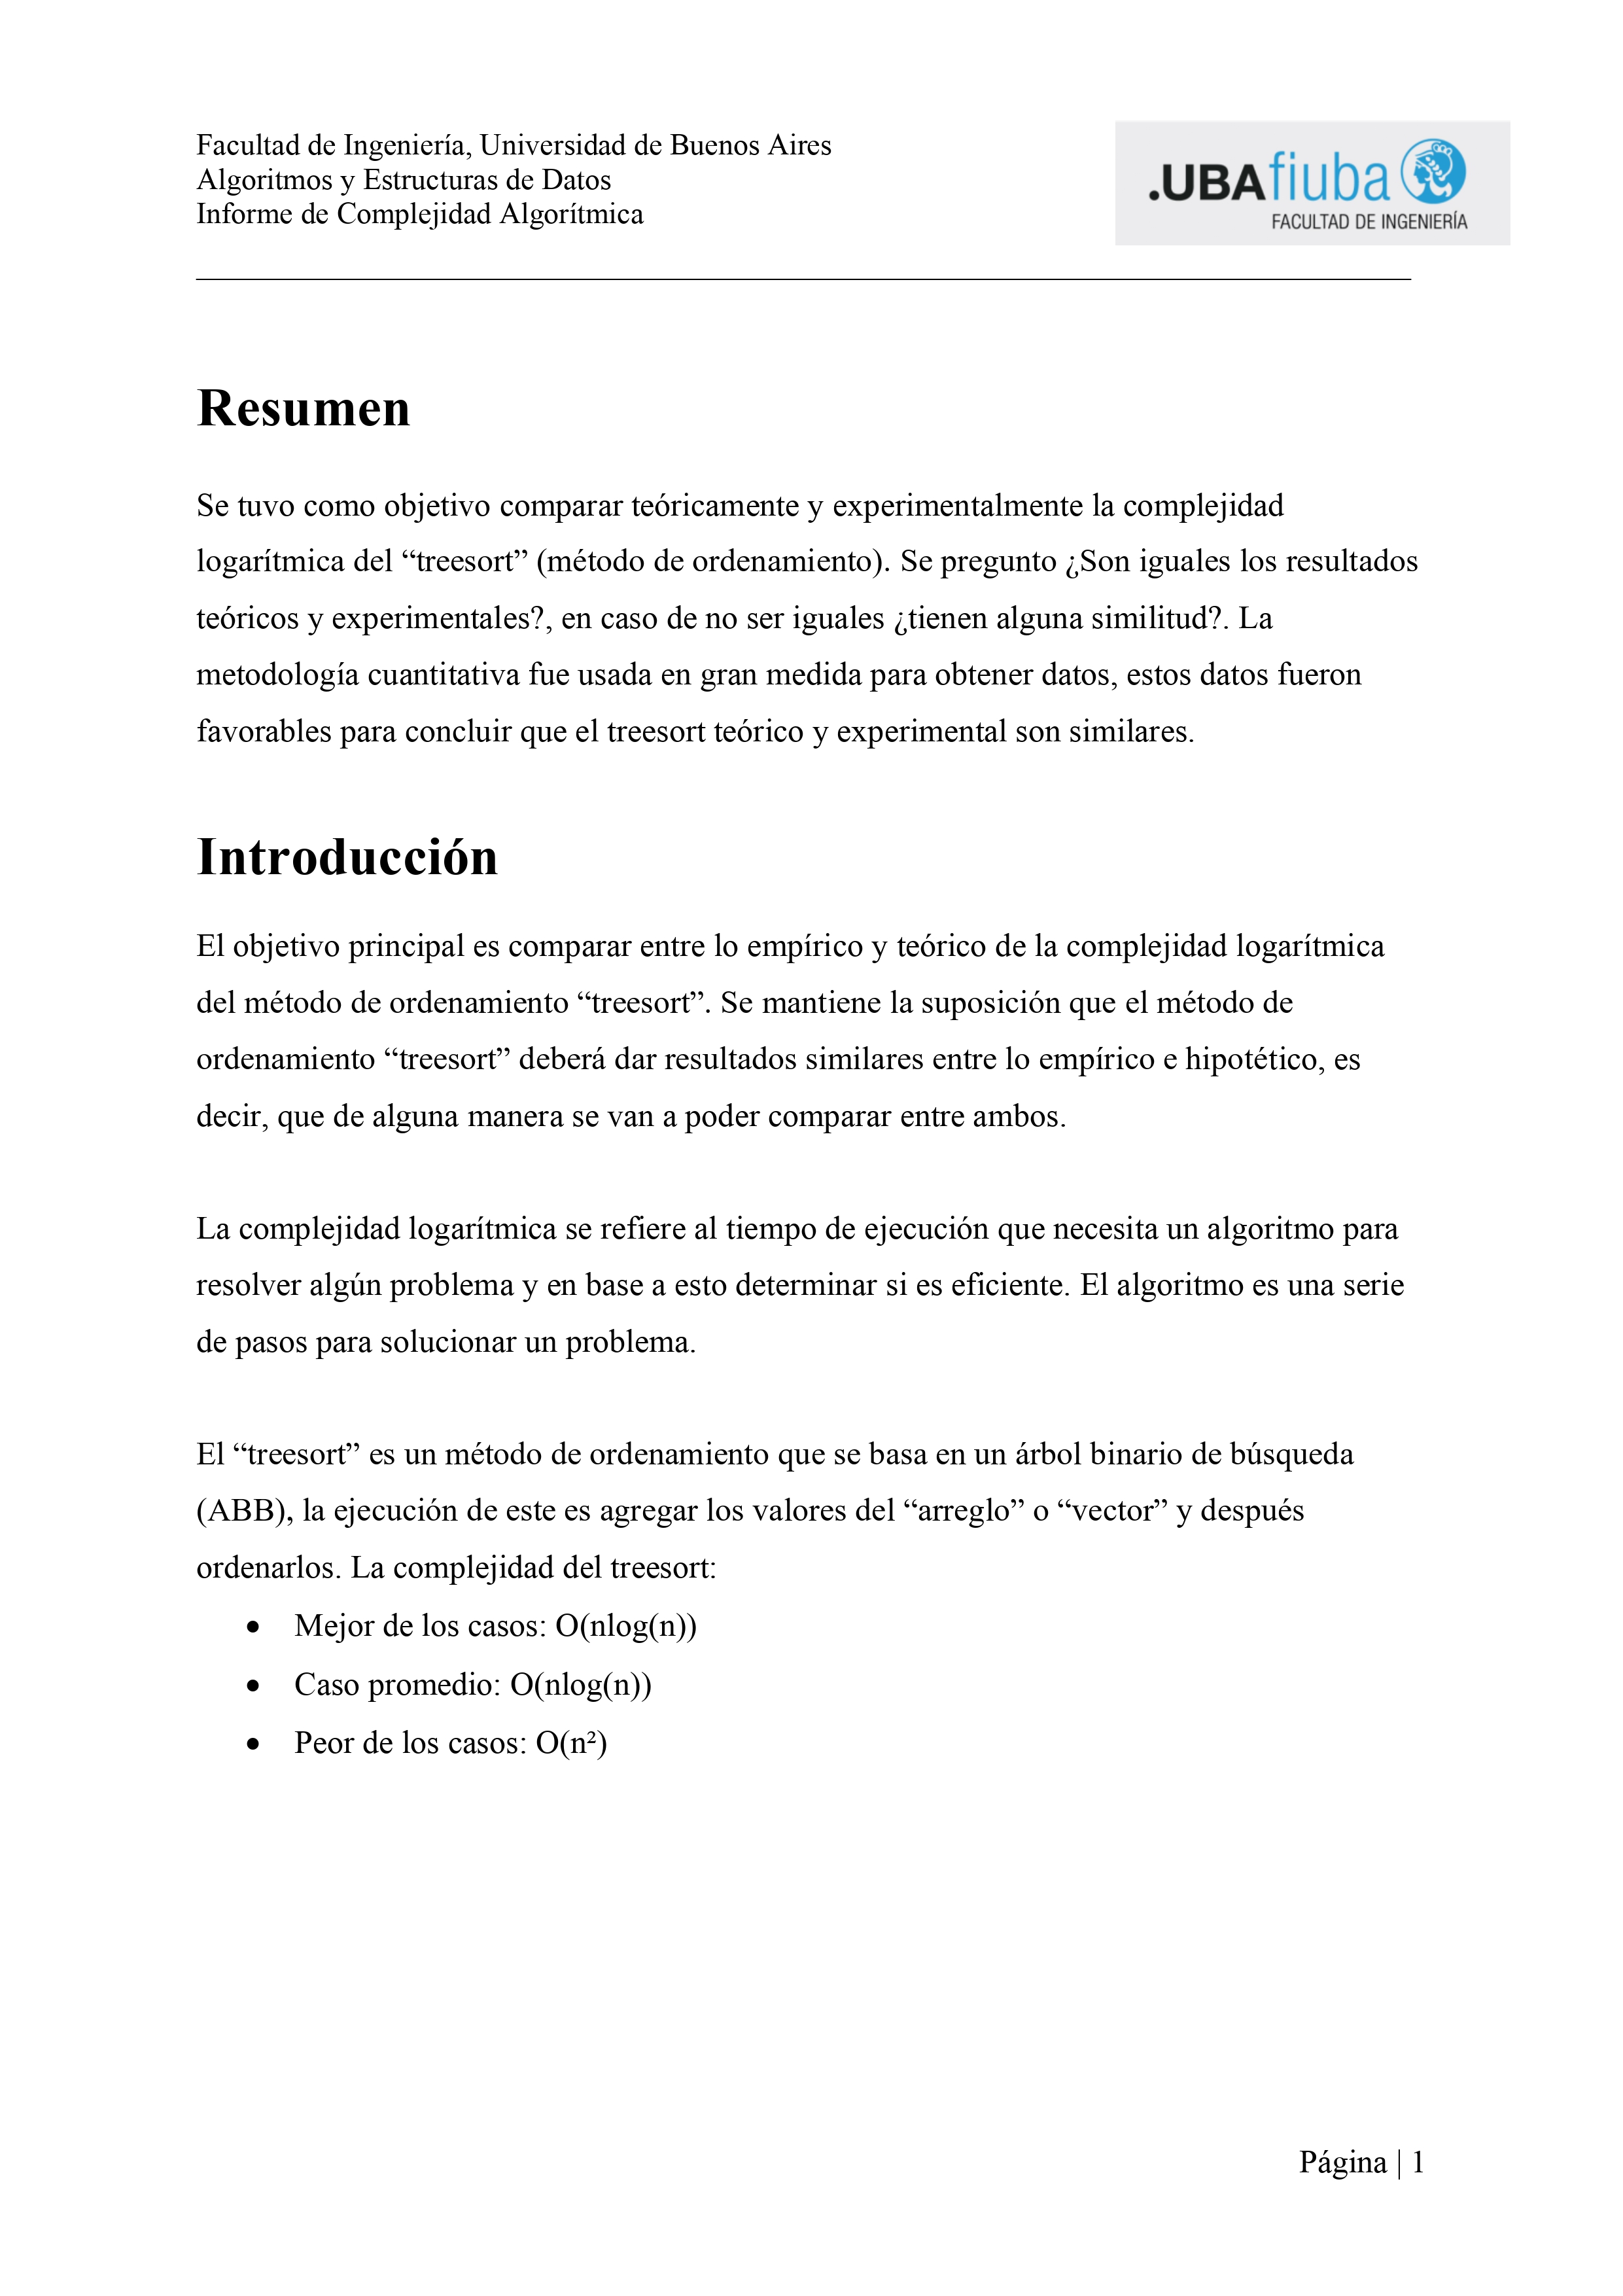 Facultad de Ingeniería, Universidad de Buenos Aires
Algoritmos y Estructuras de Datos
Informe de Complejidad Algorítmica
.UBAfiuba
FACULTAD DE INGENIERÍA
Resumen
Se tuvo como objetivo comparar teóricamente y experimentalmente la complejidad
logarítmica del “treesort” (método de ordenamiento). Se pregunto ¿Son iguales los resultados
teóricos y experimentales?, en caso de no ser iguales ¿tienen alguna similitud?. La
metodología cuantitativa fue usada en gran medida para obtener datos, estos datos fueron
favorables para concluir que el treesort teórico y experimental son similares.
Introducción
El objetivo principal es comparar entre lo empírico y teórico de la complejidad logarítmica
del método de ordenamiento “treesort”. Se mantiene la suposición que el método de
ordenamiento “treesort” deberá dar resultados similares entre lo empírico e hipotético, es
decir, que de alguna manera se van a poder comparar entre ambos.
La complejidad logarítmica se refiere al tiempo de ejecución que necesita un algoritmo para
resolver algún problema y en base a esto determinar si es eficiente. El algoritmo es una serie
de pasos para solucionar un problema.
El “treesort” es un método de ordenamiento que se basa en un árbol binario de búsqueda
(ABB), la ejecución de este es agregar los valores del “arreglo” o “vector” y después
ordenarlos. La complejidad del treesort:
• Mejor de los casos: O(nlog(n))
• Caso promedio: O(nlog(n))
• Peor de los casos: O(n²)
Página | 1